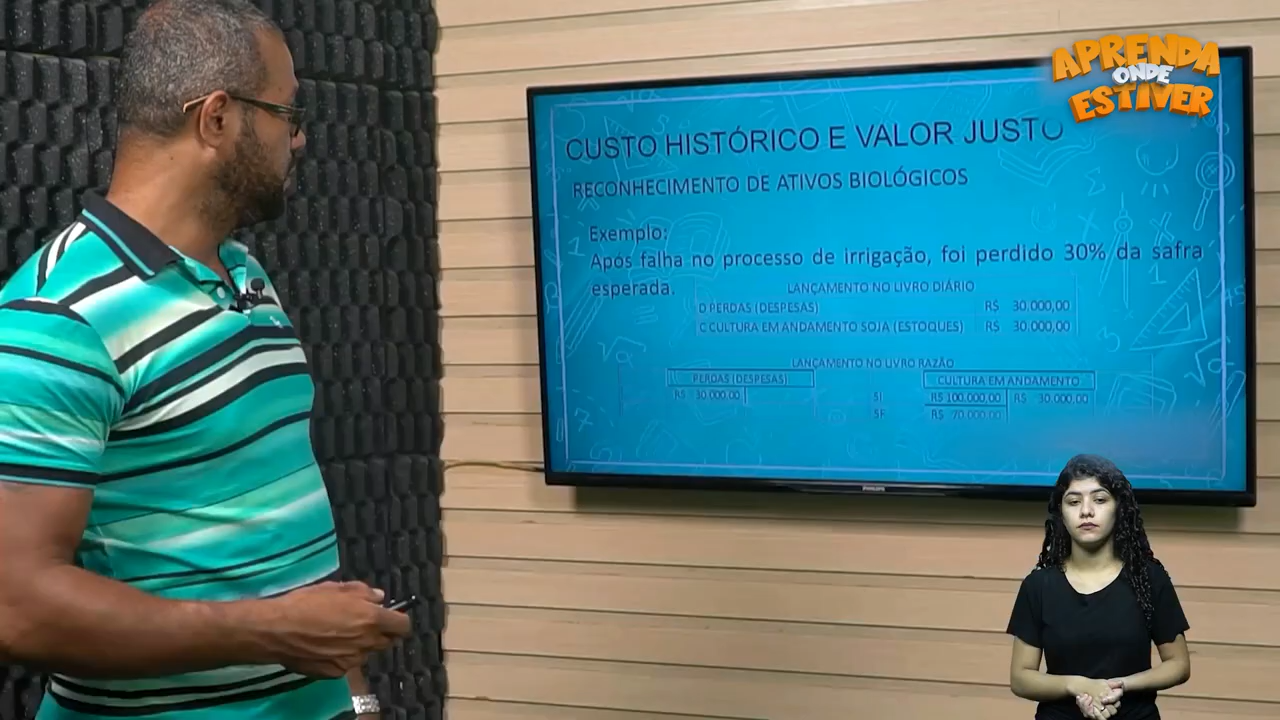 APRENDA
ONDE
ESTIVER
CUSTO HISTÓRICO E VALOR JUSTO
RECONHECIMENTO DE ATIVOS BIOLÓGICOS
Exemplo:
Após falha no processo de irrigação, foi perdido 30% da safra
esperada.
LANÇAMENTO NO LIVRO DIÁRIO
D PERDAS (DESPESAS) R$ 30.000,00
C CULTURA EM ANDAMENTO SOJA (ESTOQUES) R$ 30.000,00
LANÇAMENTO NO LIVRO RAZÃO
PERDAS (DESPESAS) CULTURA EM ANDAMENTO
R$ 30.000,00 SI R$ 100.000,00 R$ 30.000,00
SF R$ 70.000,00
PHILIPS